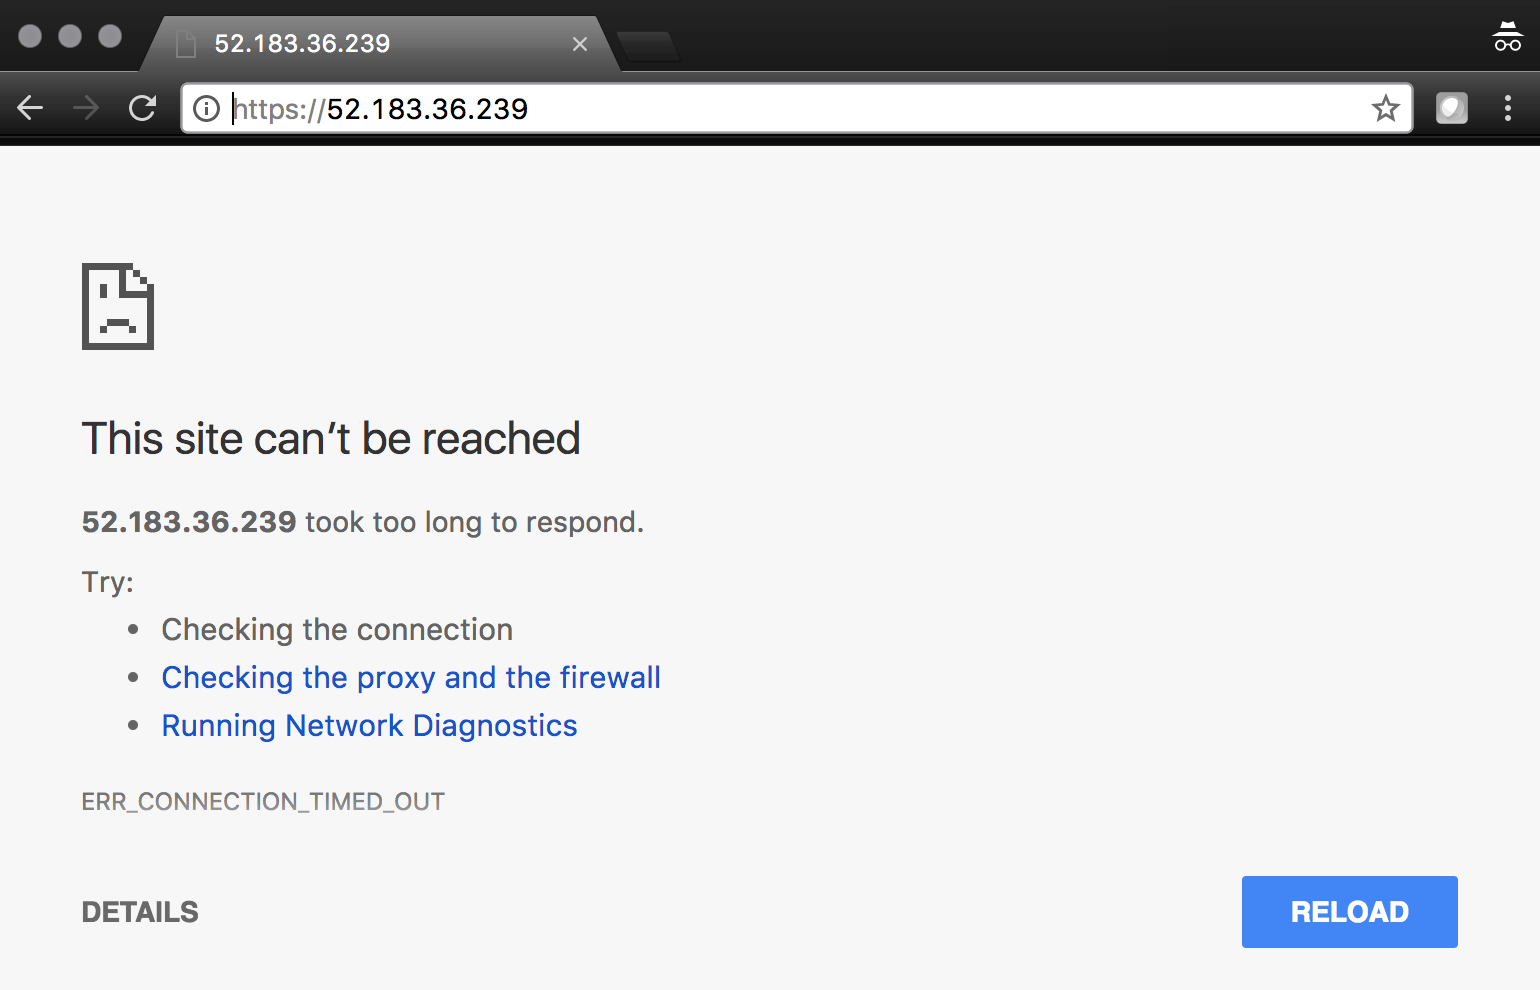 52.183.36.239
https://52.183.36.239
This site can’t be reached
52.183.36.239 took too long to respond.
Try:
• Checking the connection
• Checking the proxy and the firewall
• Running Network Diagnostics
ERR_CONNECTION_TIMED_OUT
DETAILS
RELOAD